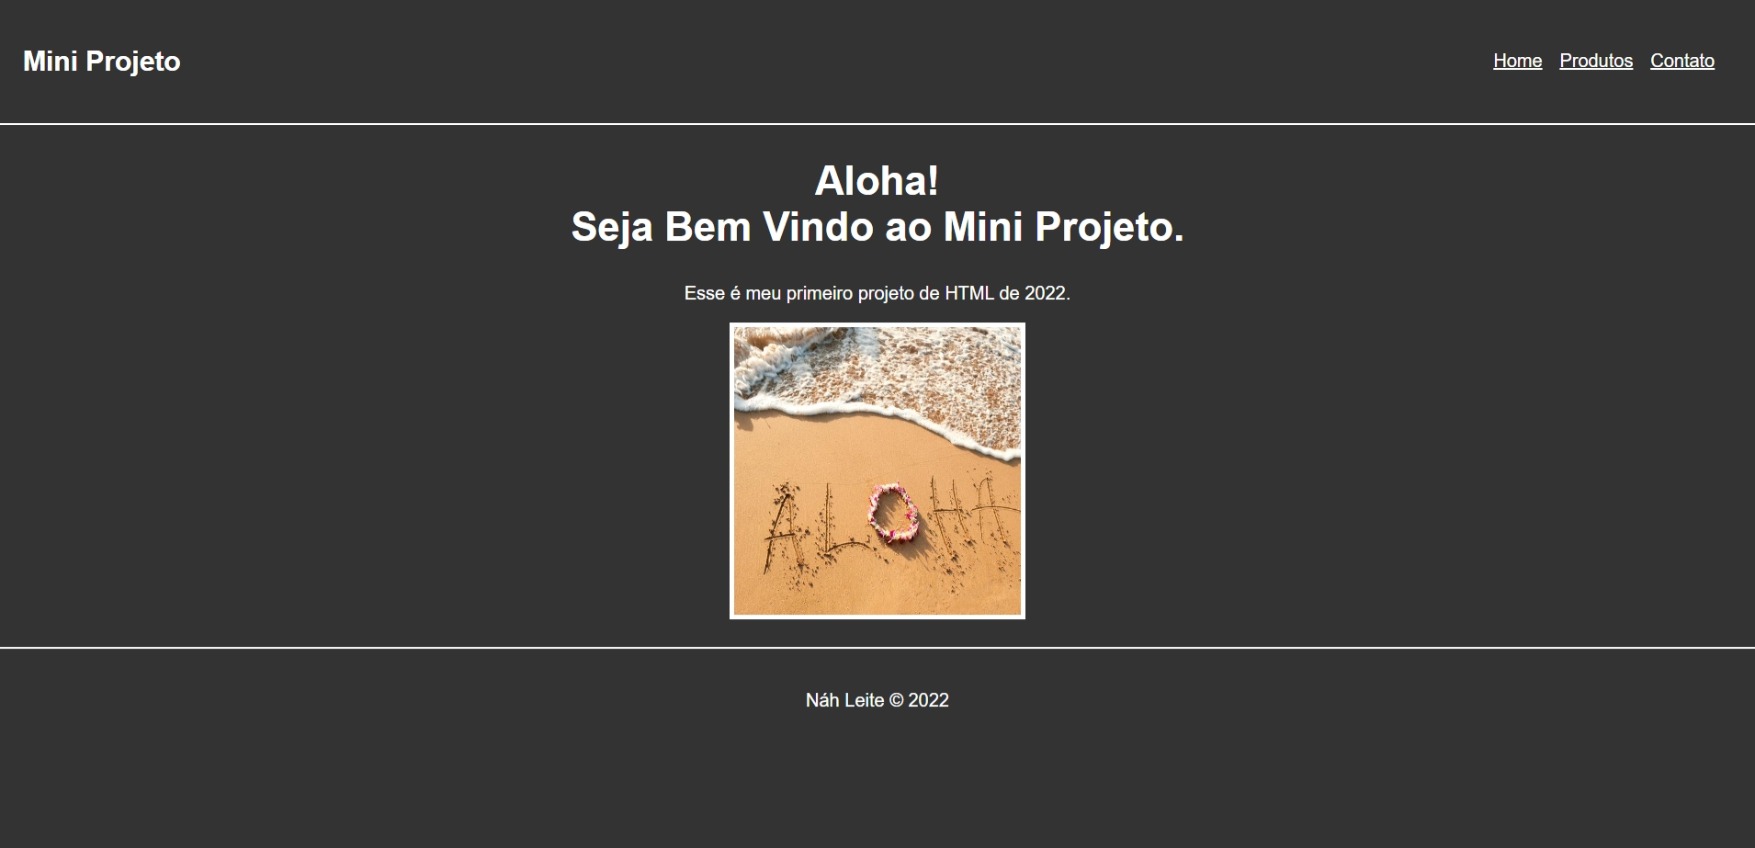 Mini Projeto
Home Produtos Contato
Aloha!
Seja Bem Vindo ao Mini Projeto.
Esse é meu primeiro projeto de HTML de 2022.
ALOHA
Náh Leite © 2022